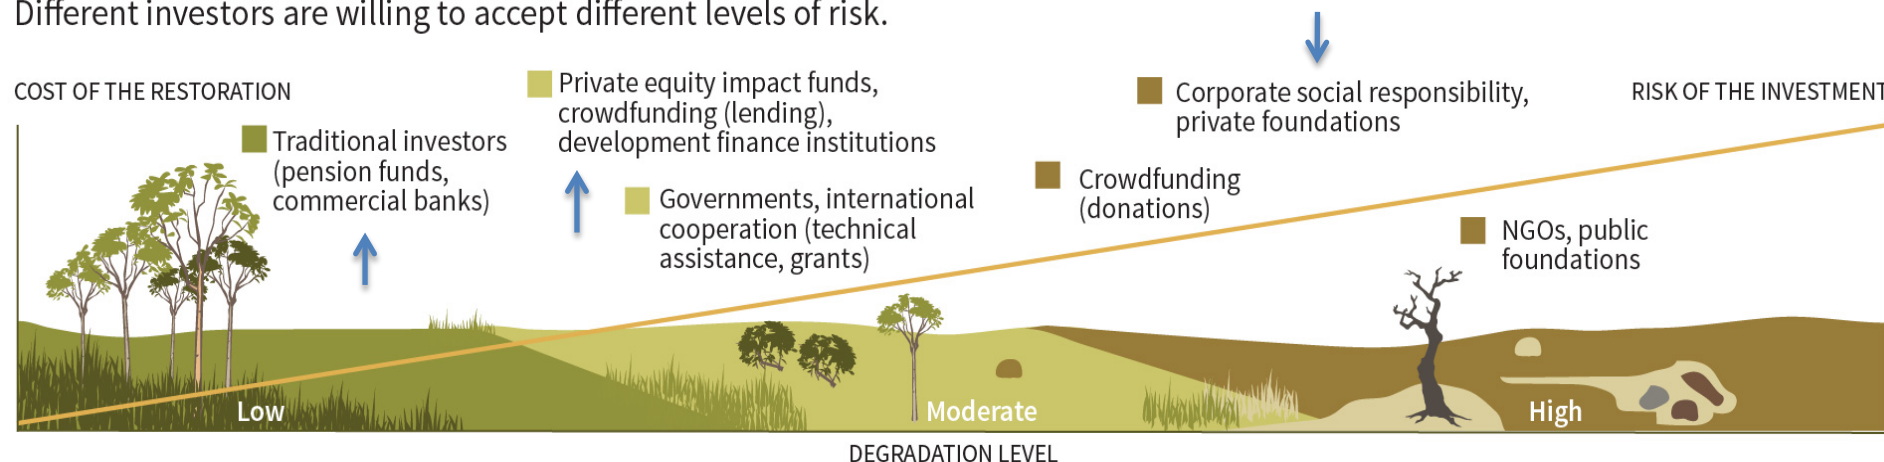 Different investors are willing to accept different levels of risk.
COST OF THE RESTORATION
RISK OF THE INVESTMENT
Traditional investors
(pension funds,
commercial banks)
Private equity impact funds,
crowdfunding (lending),
development finance institutions
Governments, international
cooperation (technical
assistance, grants)
Crowdfunding
(donations)
Corporate social responsibility,
private foundations
NGOs, public
foundations
Low
Moderate
High
DEGRADATION LEVEL